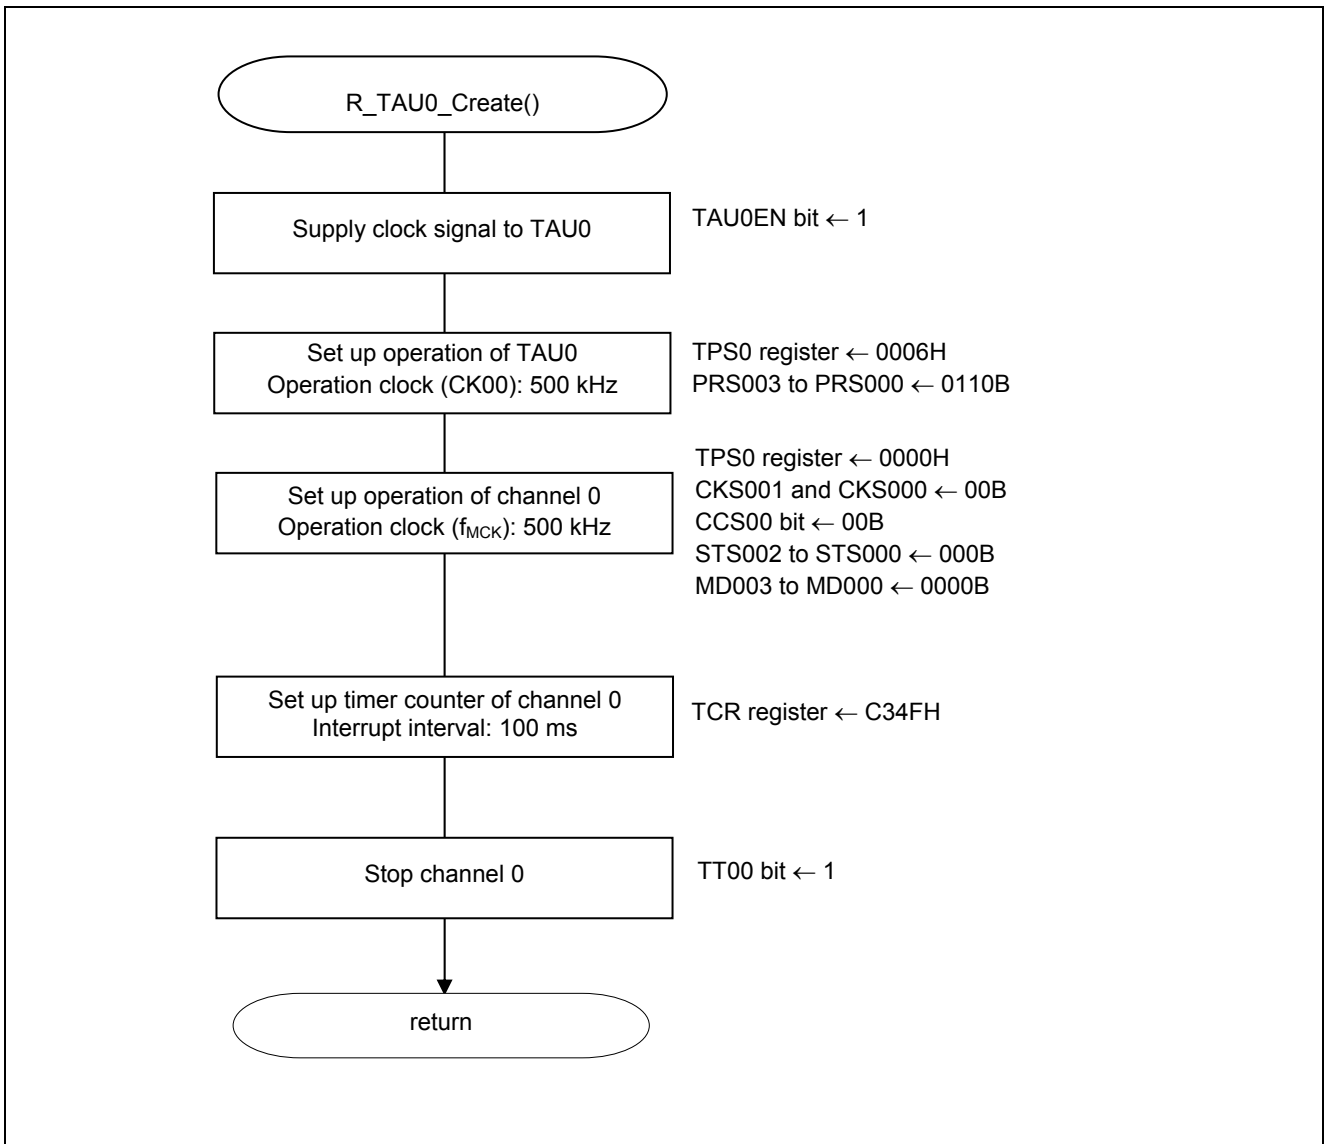 R_TAU0_Create()
Supply clock signal to TAU0
TAU0EN bit ← 1
Set up operation of TAU0
Operation clock (CK00): 500 kHz
TPS0 register ← 0006H
PRS003 to PRS000 ← 0110B
Set up operation of channel 0
Operation clock (fMCK): 500 kHz
TPS0 register ← 0000H
CKS001 and CKS000 ← 00B
CCS00 bit ← 00B
STS002 to STS000 ← 000B
MD003 to MD000 ← 0000B
Set up timer counter of channel 0
Interrupt interval: 100 ms
TCR register ← C34FH
Stop channel 0
TT00 bit ← 1
return